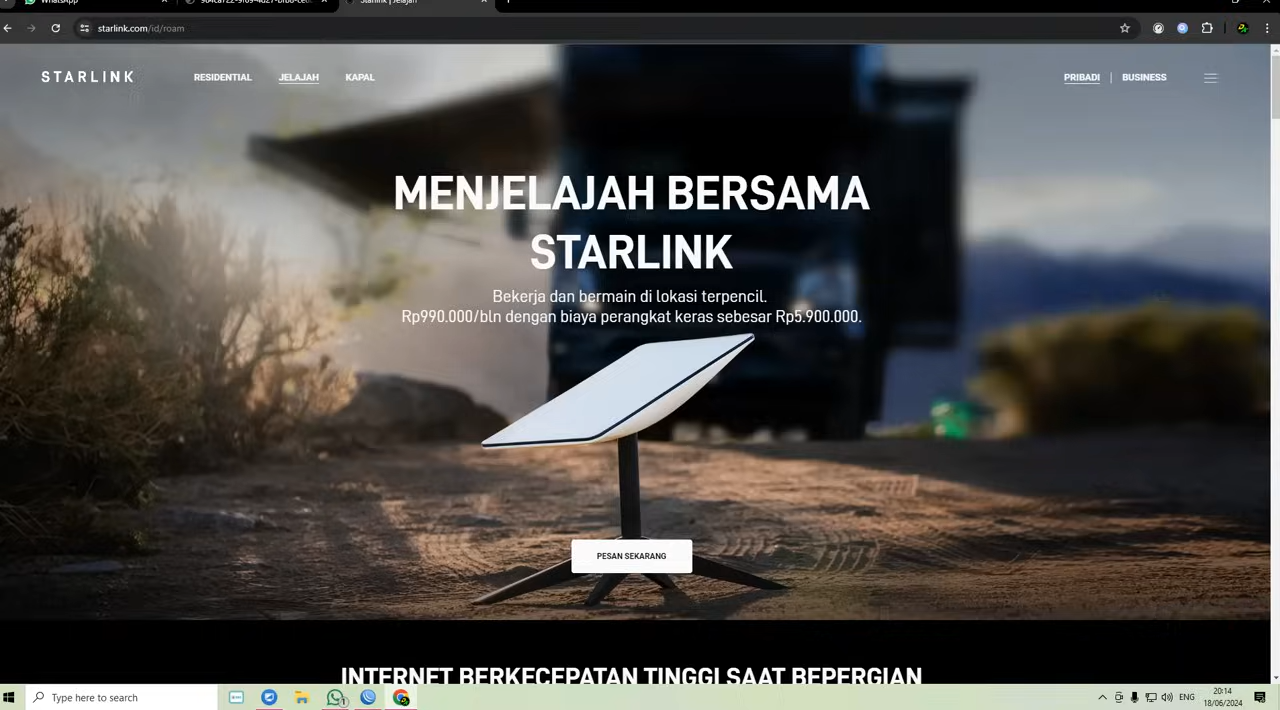 WhatsApp
Starlink | Jelajah
starlink.com/id/roam
STARLINK
RESIDENTIAL
JELAJAH
KAPAL
PRIBADI
BUSINESS
MENJELAJAH BERSAMA
STARLINK
Bekerja dan bermain di lokasi terpencil.
Rp990.000/bln dengan biaya perangkat keras sebesar Rp5.900.000.
PESAN SEKARANG
INTERNET BERKECEPATAN TINGGI SAAT BEPERGIAN
Type here to search
1
ENG
20:14
18/05/2024